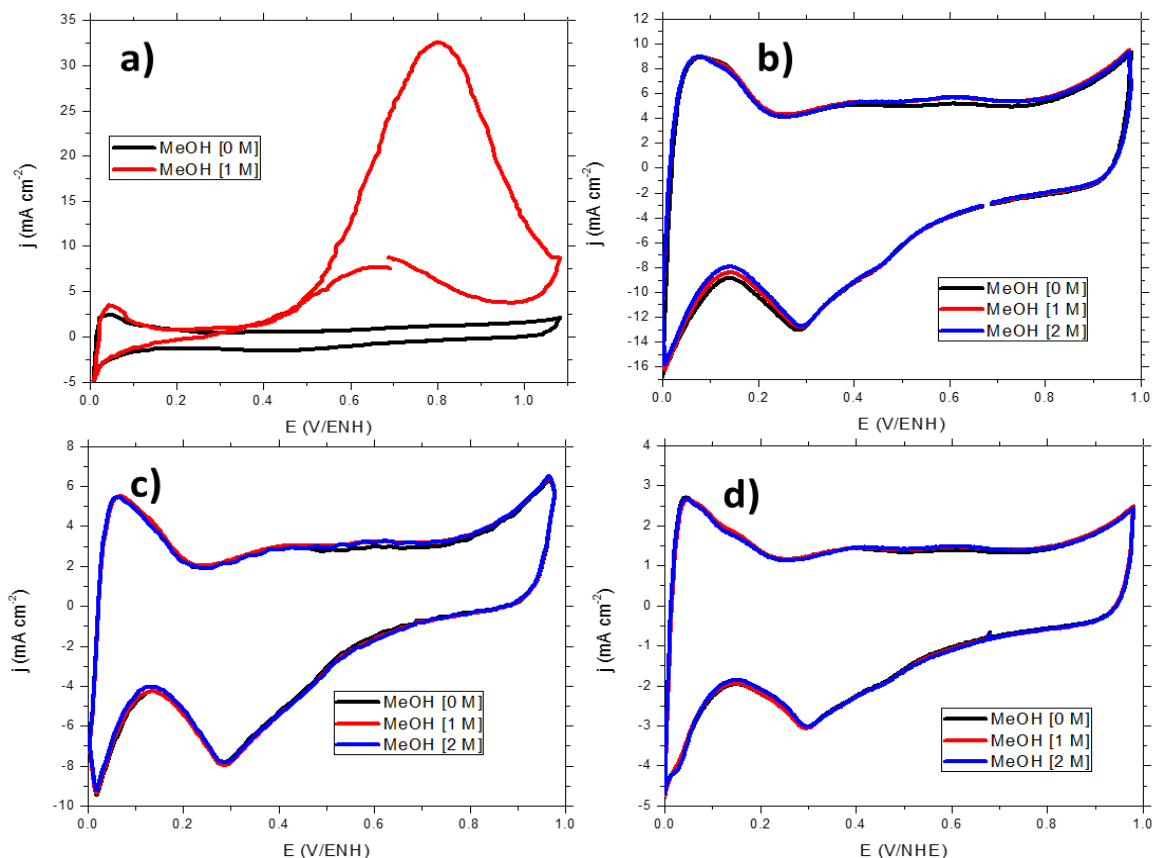 a)
35
30
25
20
15
10
5
0
-5
j (mA cm-2)
MeOH [0 M]
MeOH [1 M]
0.0 0.2 0.4 0.6 0.8 1.0
E (V/ENH)
b)
14
12
10
8
6
4
2
0
-2
-4
-6
-8
-10
-12
-14
-16
j (mA cm-2)
MeOH [0 M]
MeOH [1 M]
MeOH [2 M]
0.0 0.2 0.4 0.6 0.8 1.0
E (V/ENH)
c)
8
6
4
2
0
-2
-4
-6
-8
-10
j (mA cm-2)
MeOH [0 M]
MeOH [1 M]
MeOH [2 M]
0.0 0.2 0.4 0.6 0.8 1.0
E (V/ENH)
d)
4
3
2
1
0
-1
-2
-3
-4
-5
j (mA cm-2)
MeOH [0 M]
MeOH [1 M]
MeOH [2 M]
0.0 0.2 0.4 0.6 0.8 1.0
E (V/NHE)